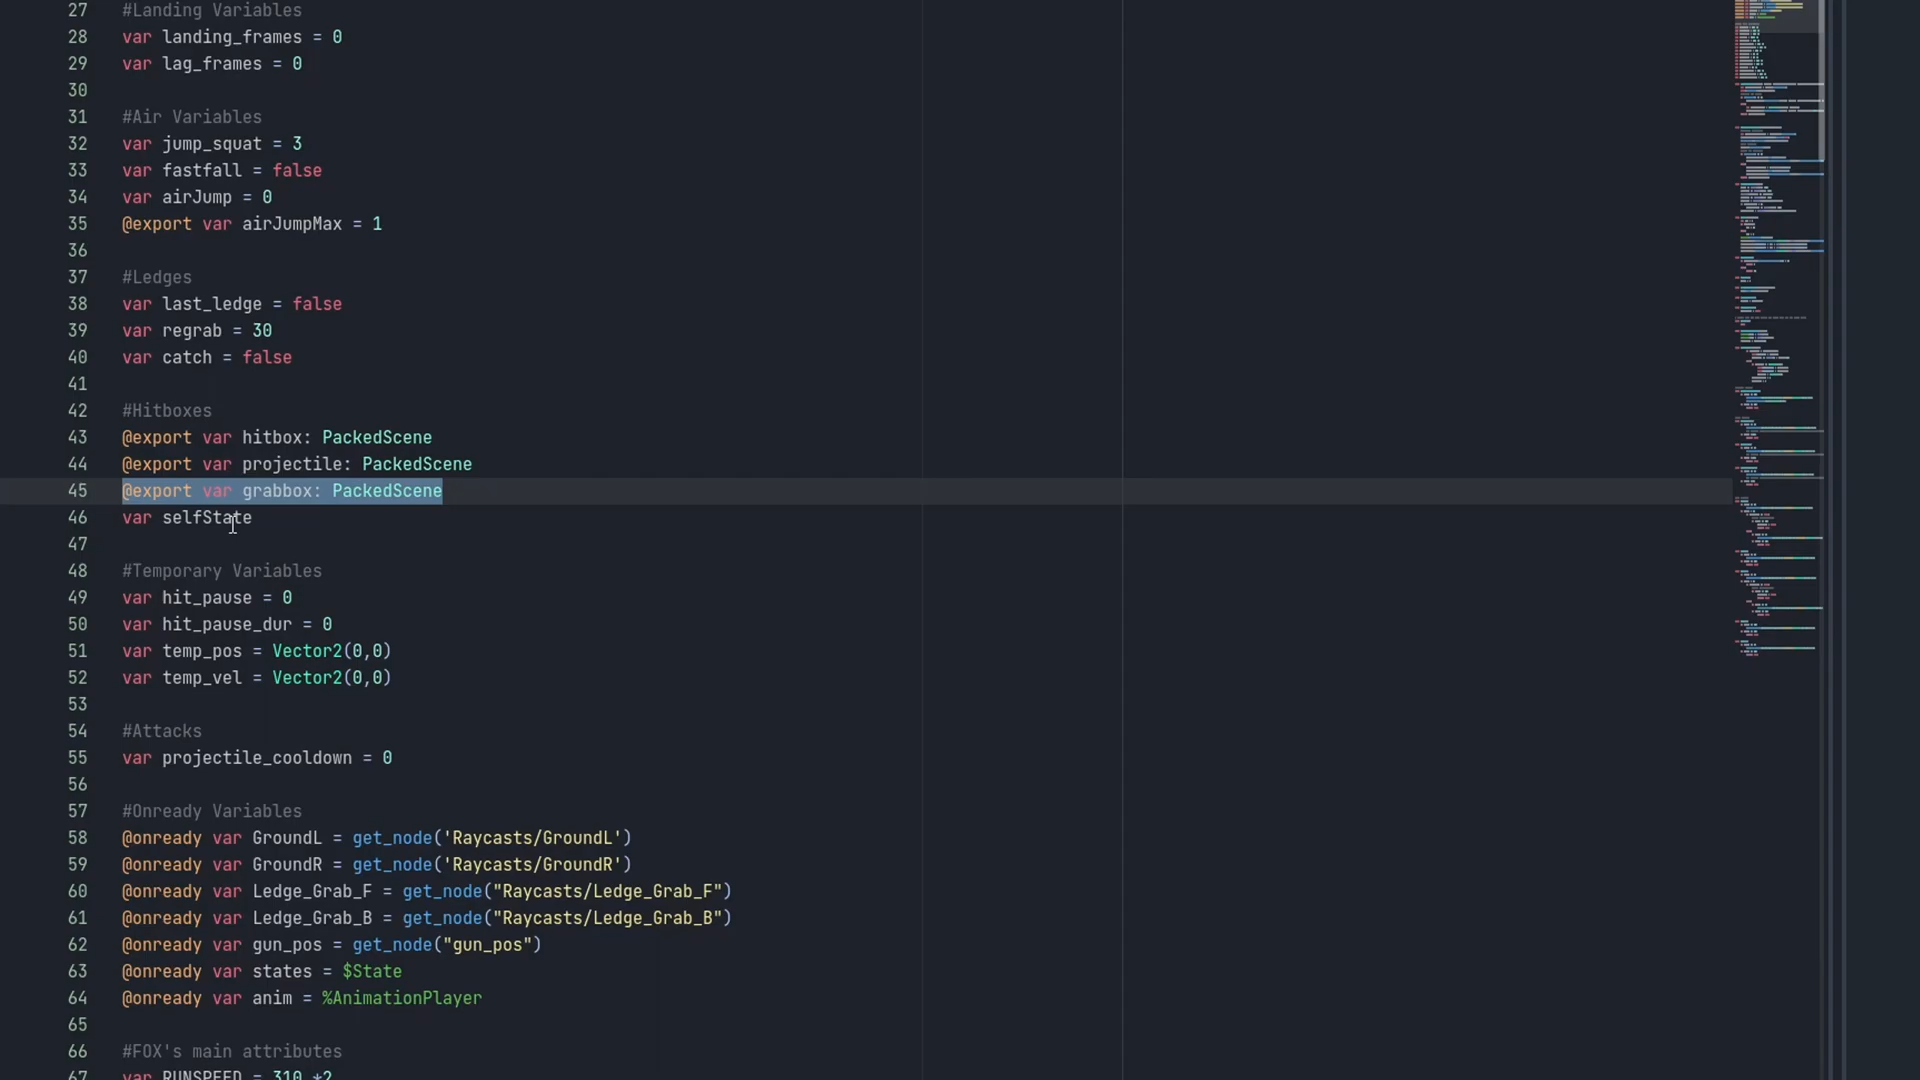 27 #Landing Variables
28 var landing_frames = 0
29 var lag_frames = 0
30
31 #Air Variables
32 var jump_squat = 3
33 var fastfall = false
34 var airJump = 0
35 @export var airJumpMax = 1
36
37 #Ledges
38 var last_ledge = false
39 var regrab = 30
40 var catch = false
41
42 #Hitboxes
43 @export var hitbox: PackedScene
44 @export var projectile: PackedScene
45 @export var grabbox: PackedScene
46 var selfState
47
48 #Temporary Variables
49 var hit_pause = 0
50 var hit_pause_dur = 0
51 var temp_pos = Vector2(0,0)
52 var temp_vel = Vector2(0,0)
53
54 #Attacks
55 var projectile_cooldown = 0
56
57 #Onready Variables
58 @onready var GroundL = get_node('Raycasts/GroundL')
59 @onready var GroundR = get_node('Raycasts/GroundR')
60 @onready var Ledge_Grab_F = get_node("Raycasts/Ledge_Grab_F")
61 @onready var Ledge_Grab_B = get_node("Raycasts/Ledge_Grab_B")
62 @onready var gun_pos = get_node("gun_pos")
63 @onready var states = $State
64 @onready var anim = %AnimationPlayer
65
66 #FOX's main attributes
67 var RUNSPEED = 310 *2